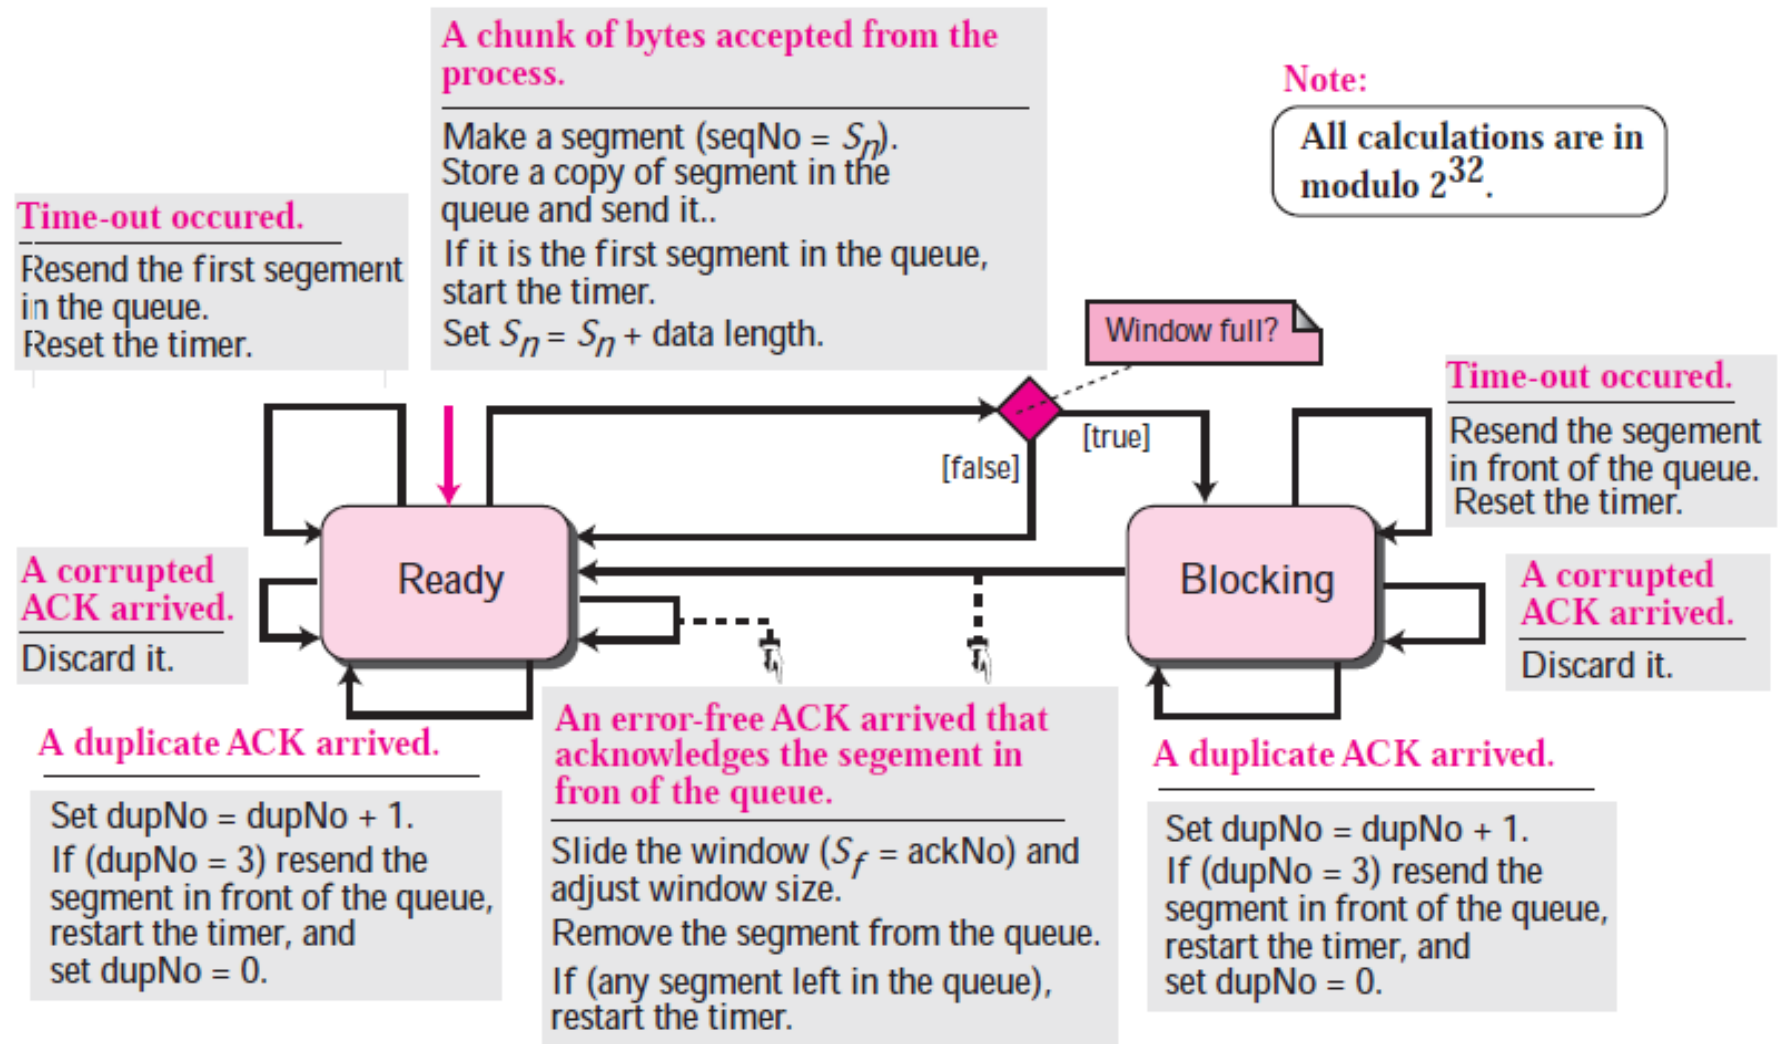 A chunk of bytes accepted from the
process.
Make a segment (seqNo = Sn).
Store a copy of segment in the
queue and send it..
If it is the first segment in the queue,
start the timer.
Set Sn = Sn + data length.
Note:
All calculations are in
modulo 2^32.
Time-out occured.
Resend the first segement
in the queue.
Reset the timer.
Window full?
[true]
[false]
Time-out occured.
Resend the segement
in front of the queue.
Reset the timer.
Ready
Blocking
A corrupted
ACK arrived.
Discard it.
A corrupted
ACK arrived.
Discard it.
A duplicate ACK arrived.
Set dupNo = dupNo + 1.
If (dupNo = 3) resend the
segment in front of the queue,
restart the timer, and
set dupNo = 0.
An error-free ACK arrived that
acknowledges the segement in
fron of the queue.
Slide the window (Sf = ackNo) and
adjust window size.
Remove the segment from the queue.
If (any segment left in the queue),
restart the timer.
A duplicate ACK arrived.
Set dupNo = dupNo + 1.
If (dupNo = 3) resend the
segment in front of the queue,
restart the timer, and
set dupNo = 0.